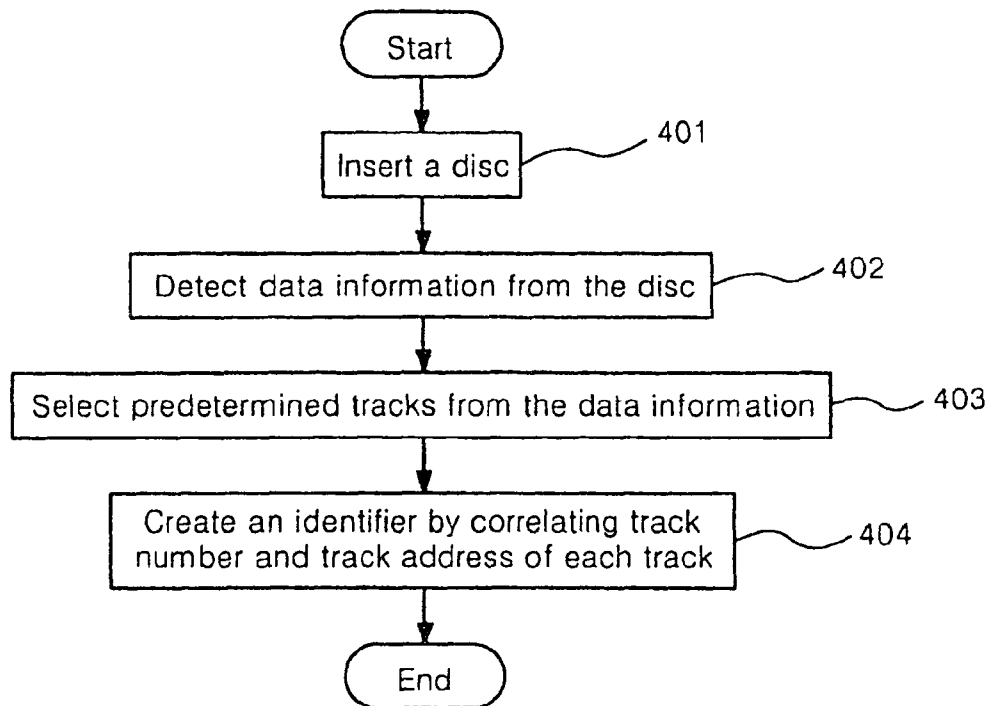 Start
Insert a disc
401
Detect data information from the disc
402
Select predetermined tracks from the data information
403
Create an identifier by correlating track
number and track address of each track
404
End